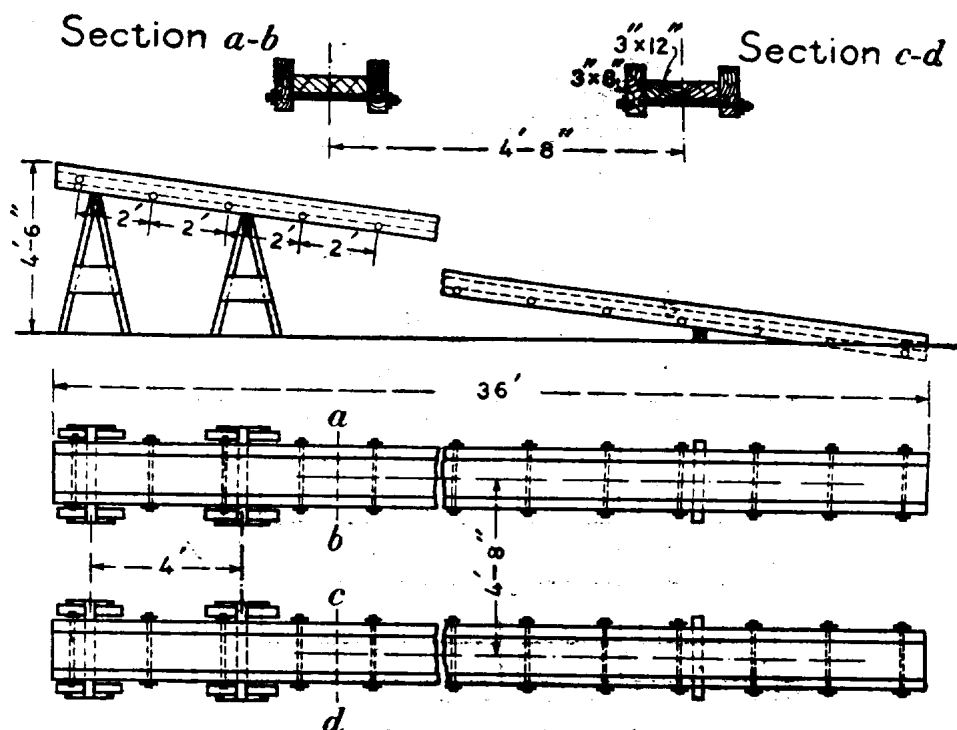 Section a-b
3"×12"
Section c-d
3"×8"
4'-8"
4'-6"
2' 2' 2' 2'
36'
a
b
4'
4'-8"
c
d